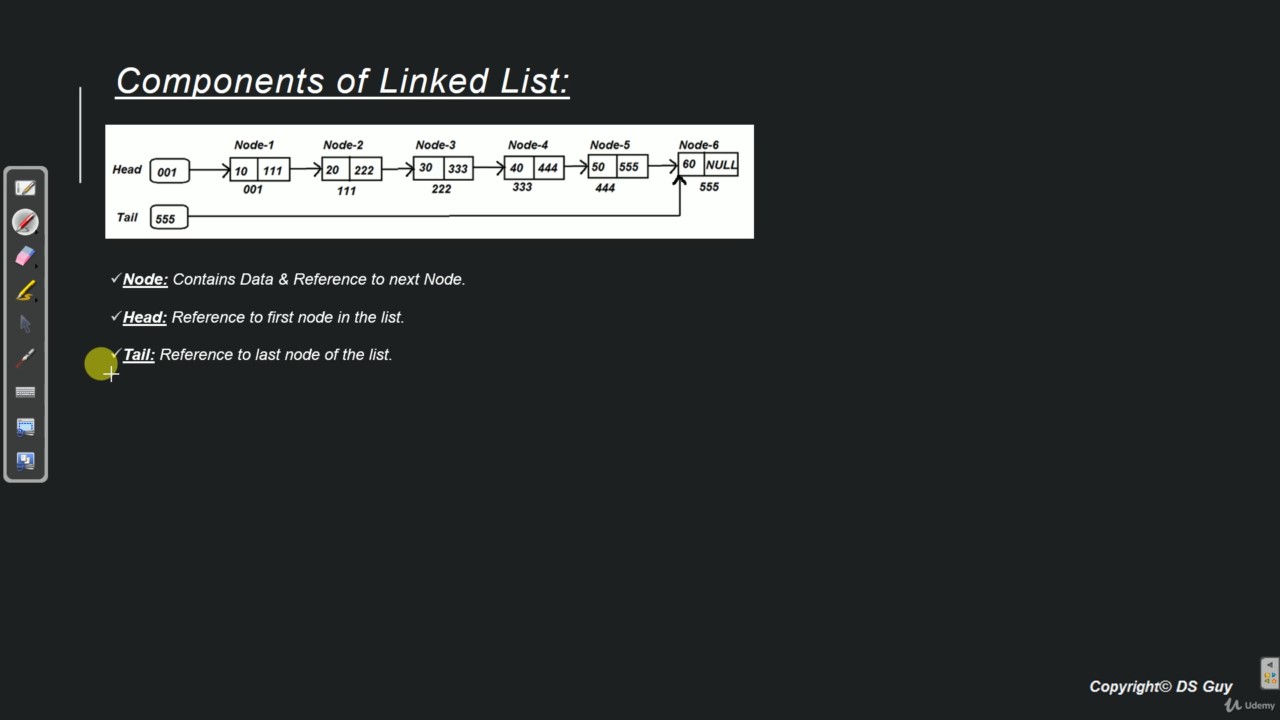 Components of Linked List:
Node-1 Node-2 Node-3 Node-4 Node-5 Node-6
Head 001 10 111 20 222 30 333 40 444 50 555 60 NULL
001 111 222 333 444 555
Tail 555
✓Node: Contains Data & Reference to next Node.
✓Head: Reference to first node in the list.
✓Tail: Reference to last node of the list.
Copyright© DS Guy
Udemy